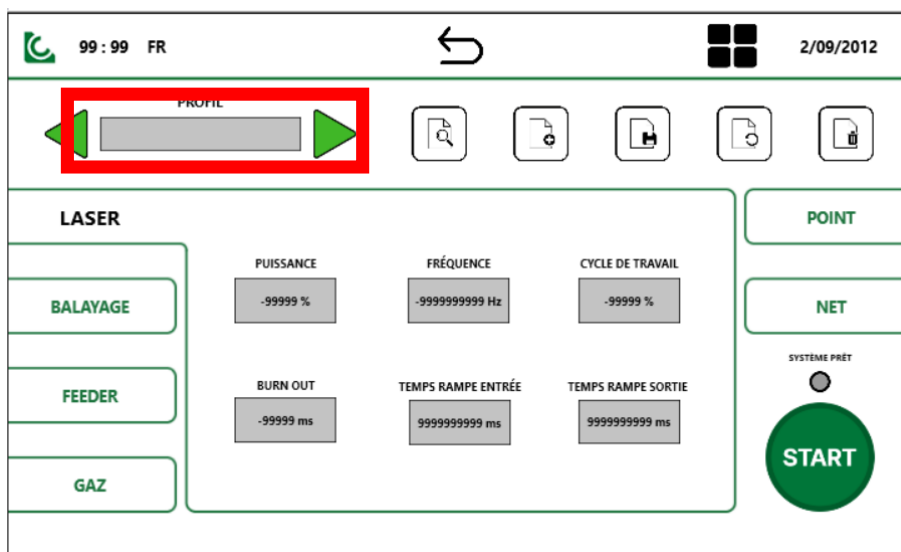 99 : 99 FR
2/09/2012
PROFIL
LASER
POINT
PUISSANCE
FRÉQUENCE
CYCLE DE TRAVAIL
-99999 %
-9999999999 Hz
-99999 %
BALAYAGE
NET
SYSTÈME PRÊT
BURN OUT
TEMPS RAMPE ENTRÉE
TEMPS RAMPE SORTIE
FEEDER
-99999 ms
9999999999 ms
9999999999 ms
START
GAZ